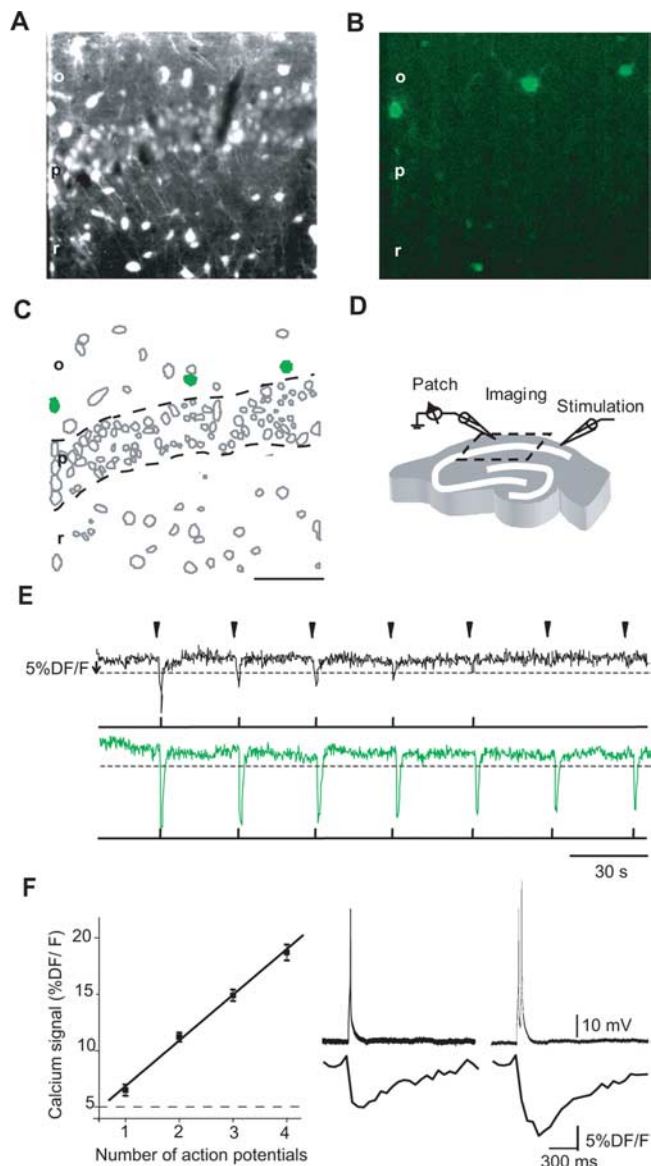 A
o
p
r
B
o
p
r
C
o
p
r
D
Patch
Imaging
Stimulation
E
5%DF/F
30 s
F
Calcium signal (%DF/ F)
20
15
10
5
1 2 3 4
Number of action potentials
10 mV
5%DF/F
300 ms